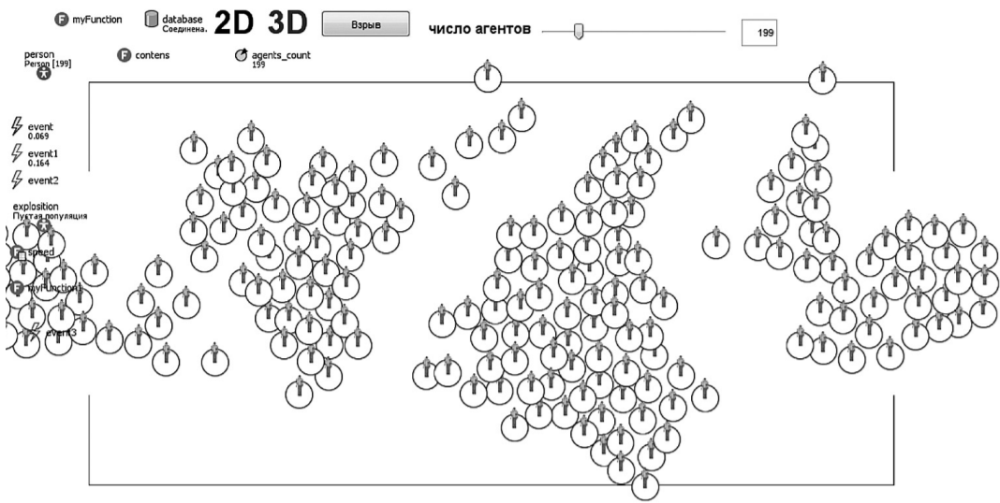 myFunction
database
Соединена.
2D 3D
Взрыв
число агентов
199
person
Person [199]
contens
agents_count
199
event
0.069
event1
0.164
event2
explosition
Пустая популяция
speed
myFunction1
event3